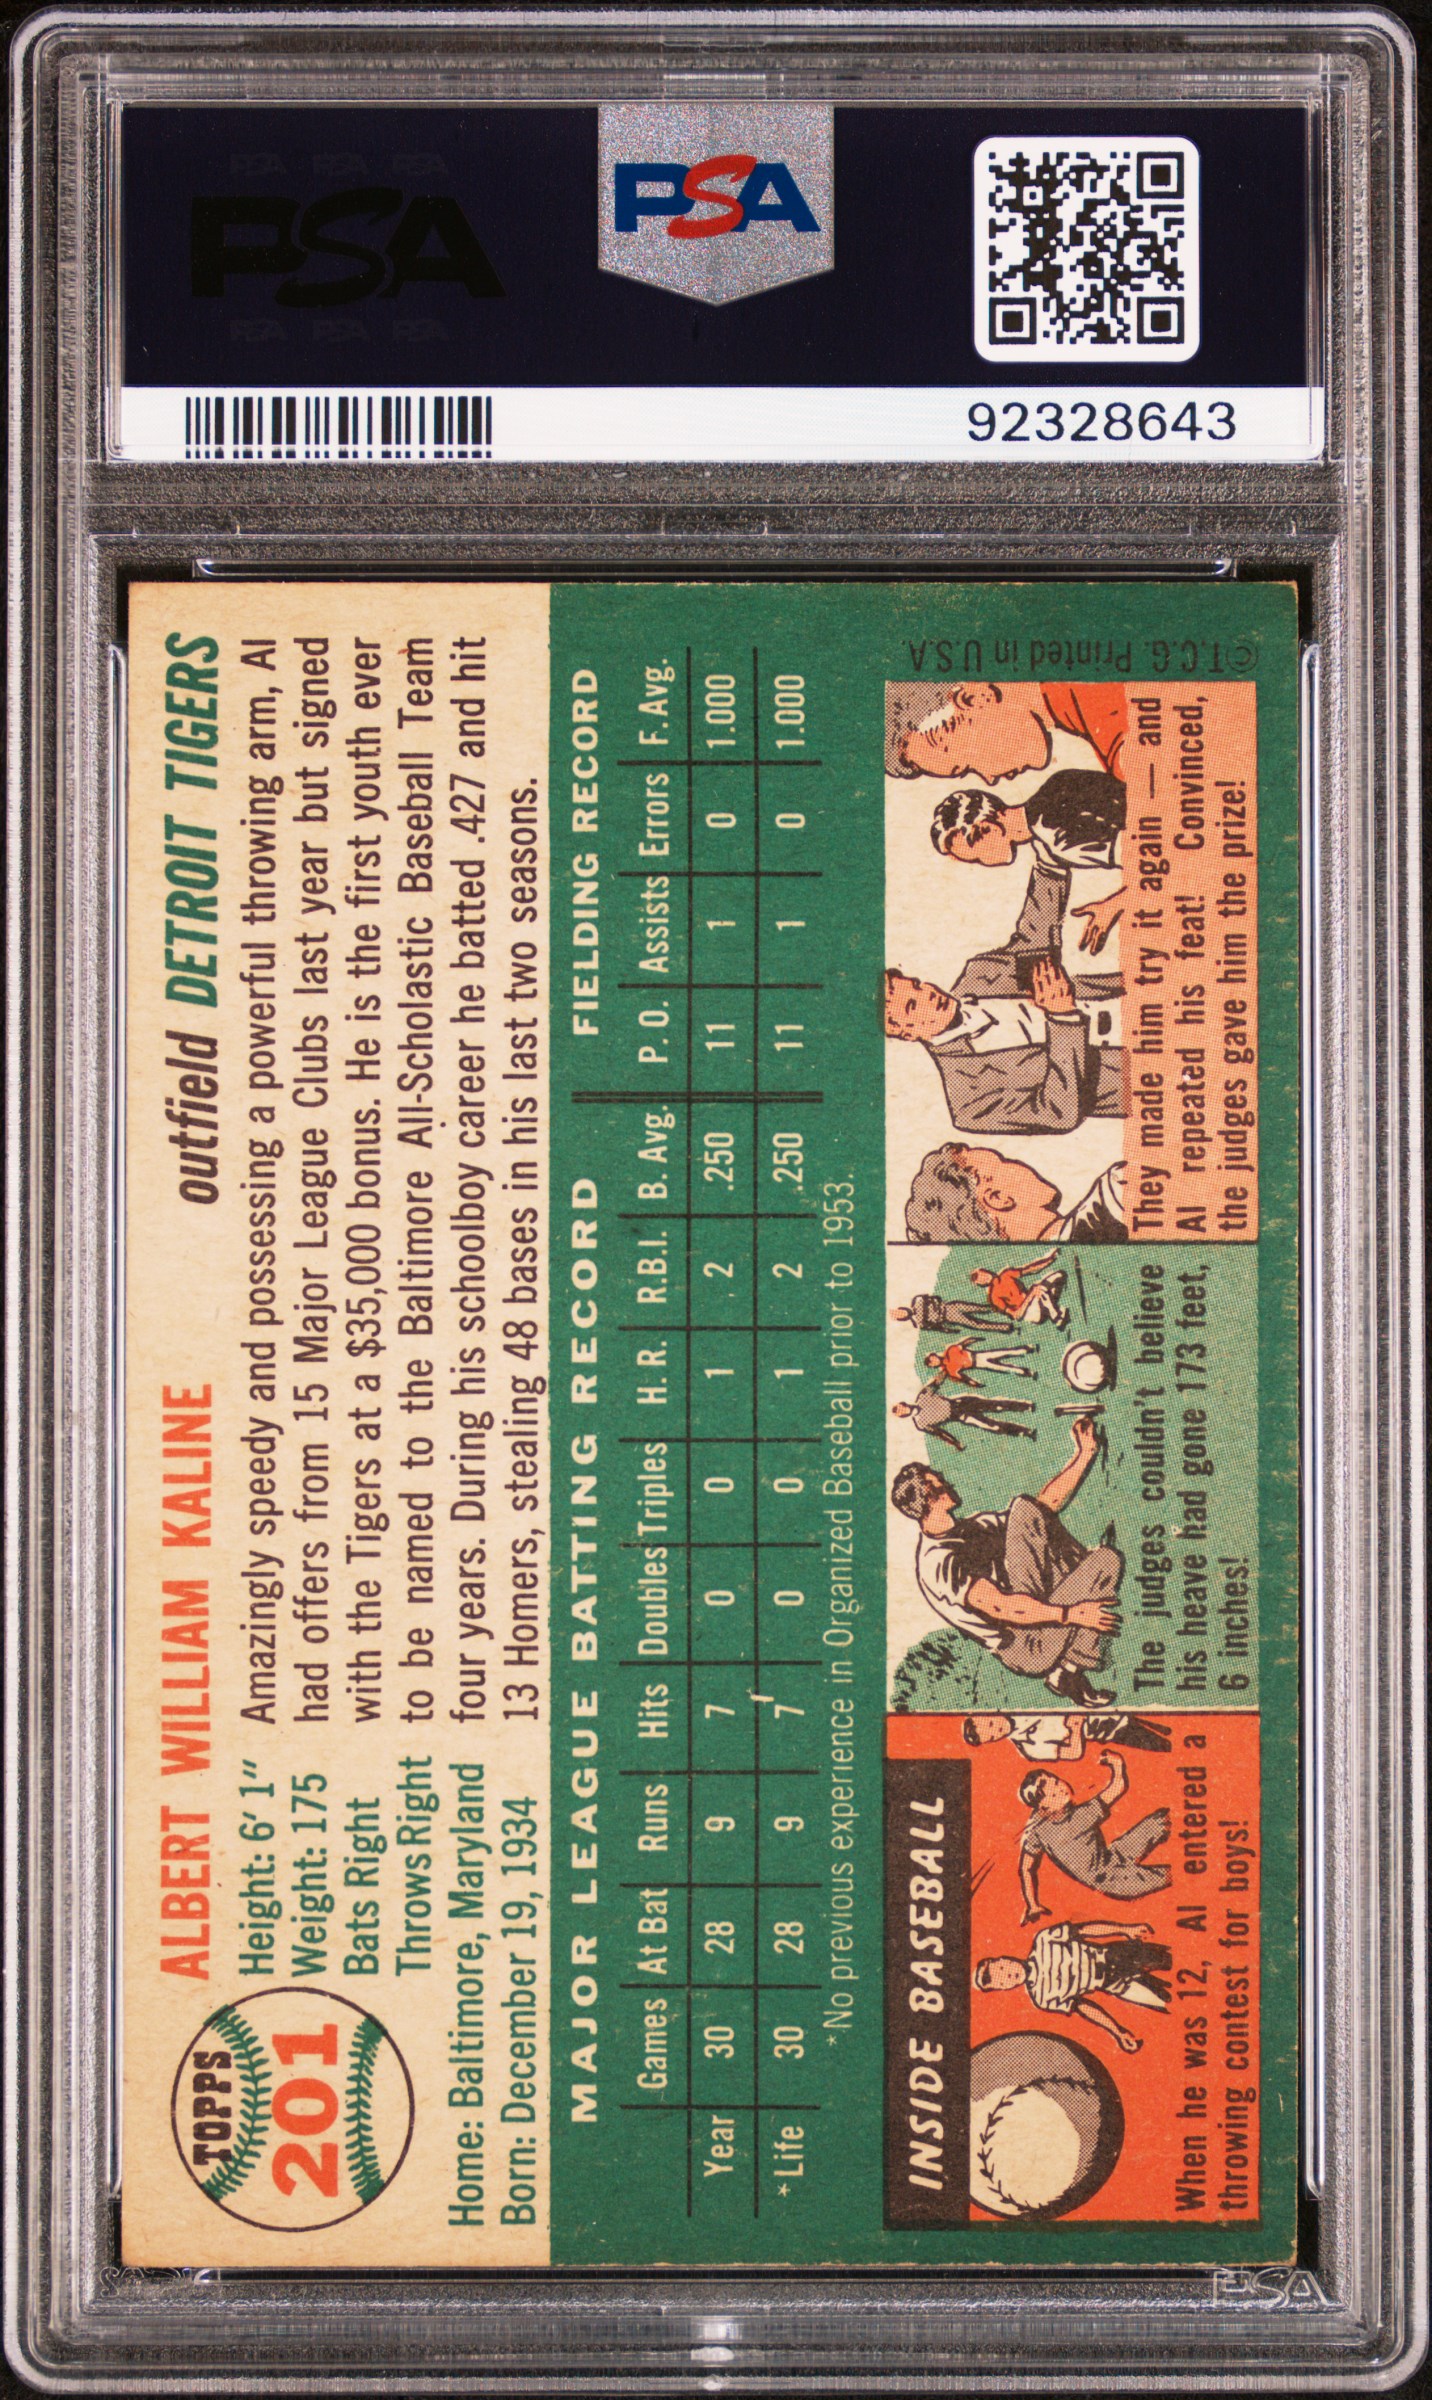 PSA PSA PSA
PSA
PSA PSA PSA
PSA
92328643
TOPPS
201
ALBERT WILLIAM KALINE
outfield DETROIT TIGERS
Height: 6' 1"
Weight: 175
Bats Right
Throws Right
Home: Baltimore, Maryland
Born: December 19, 1934
Amazingly speedy and possessing a powerful throwing arm, Al
had offers from 15 Major League Clubs last year but signed
with the Tigers at a $35,000 bonus. He is the first youth ever
to be named to the Baltimore All-Scholastic Baseball Team
four years. During his schoolboy career he batted .427 and hit
13 Homers, stealing 48 bases in his last two seasons.
MAJOR LEAGUE BATTING RECORD FIELDING RECORD
Games At Bat Runs Hits Doubles Triples H. R. R.B.I. B. Avg. P. O. Assists Errors F. Avg.
Year 30 28 9 7 0 0 1 2 .250 11 1 0 1.000
*Life 30 28 9 7 0 0 1 2 .250 11 1 0 1.000
*No previous experience in Organized Baseball prior to 1953.
INSIDE BASEBALL
When he was 12, Al entered a
throwing contest for boys!
The judges couldn't believe
his heave had gone 173 feet,
6 inches!
They made him try it again — and
Al repeated his feat! Convinced,
the judges gave him the prize!
©T.C.G. Printed in U.S.A.
PSA